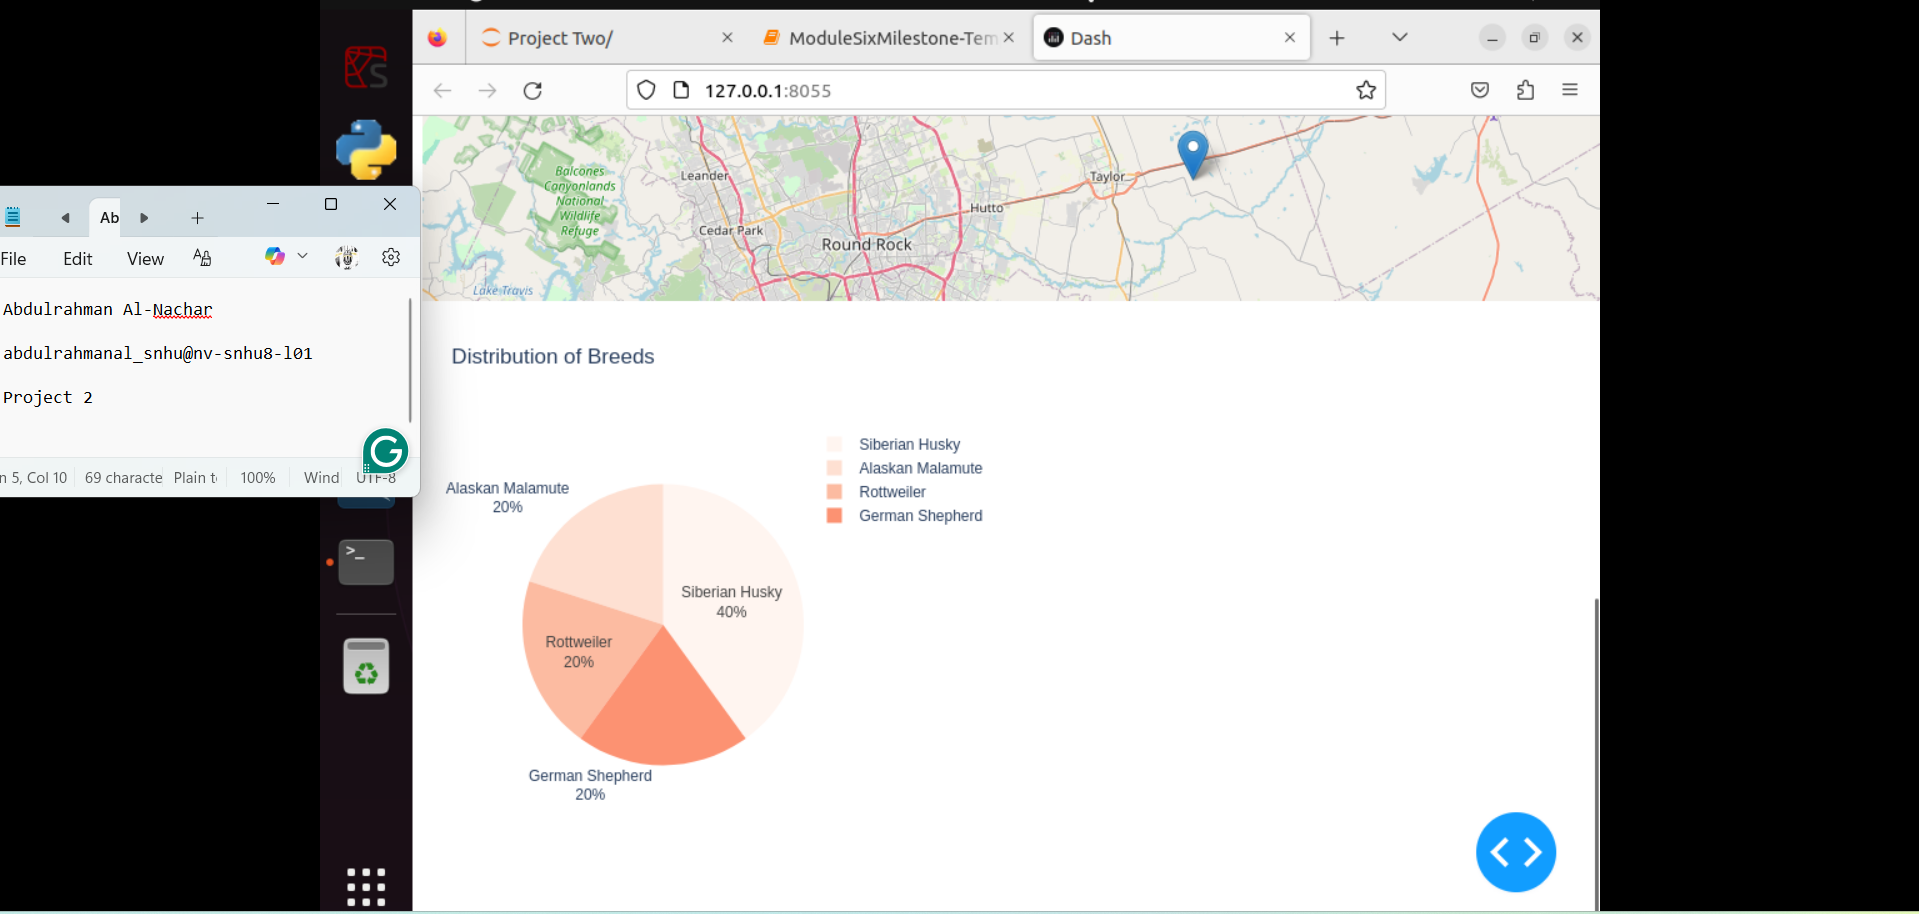 Project Two/
ModuleSixMilestone-Tem
Dash
127.0.0.1:8055
Ab
File
Edit
View
Abdulrahman Al-Nachar
abdulrahmanal_snhu@nv-snhu8-l01
Project 2
n 5, Col 10
69 characte
Plain t
100%
Wind
UTF-8
Balcones
Canyonlands
National
Wildlife
Refuge
Leander
Cedar Park
Round Rock
Hutto
Taylor
Lake Travis
Distribution of Breeds
Siberian Husky
Alaskan Malamute
Rottweiler
German Shepherd
Alaskan Malamute
20%
Siberian Husky
40%
Rottweiler
20%
German Shepherd
20%